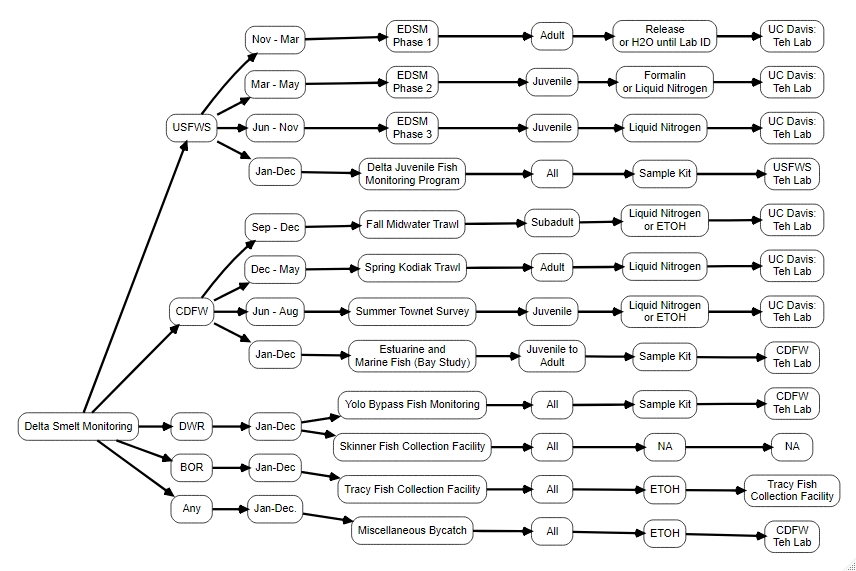 Nov - Mar
EDSM
Phase 1
Adult
Release
or H2O until Lab ID
UC Davis:
Teh Lab
Mar - May
EDSM
Phase 2
Juvenile
Formalin
or Liquid Nitrogen
UC Davis:
Teh Lab
USFWS
Jun - Nov
EDSM
Phase 3
Juvenile
Liquid Nitrogen
UC Davis:
Teh Lab
Jan-Dec
Delta Juvenile Fish
Monitoring Program
All
Sample Kit
USFWS
Teh Lab
Sep - Dec
Fall Midwater Trawl
Subadult
Liquid Nitrogen
or ETOH
UC Davis:
Teh Lab
Dec - May
Spring Kodiak Trawl
Adult
Liquid Nitrogen
UC Davis:
Teh Lab
CDFW
Jun - Aug
Summer Townet Survey
Juvenile
Liquid Nitrogen
or ETOH
UC Davis:
Teh Lab
Jan-Dec
Estuarine and
Marine Fish (Bay Study)
Juvenile to
Adult
Sample Kit
CDFW
Teh Lab
Delta Smelt Monitoring
DWR
Jan-Dec
Yolo Bypass Fish Monitoring
All
Sample Kit
CDFW
Teh Lab
Skinner Fish Collection Facility
All
NA
NA
BOR
Jan-Dec
Tracy Fish Collection Facility
All
ETOH
Tracy Fish
Collection Facility
Any
Jan-Dec.
Miscellaneous Bycatch
All
ETOH
CDFW
Teh Lab